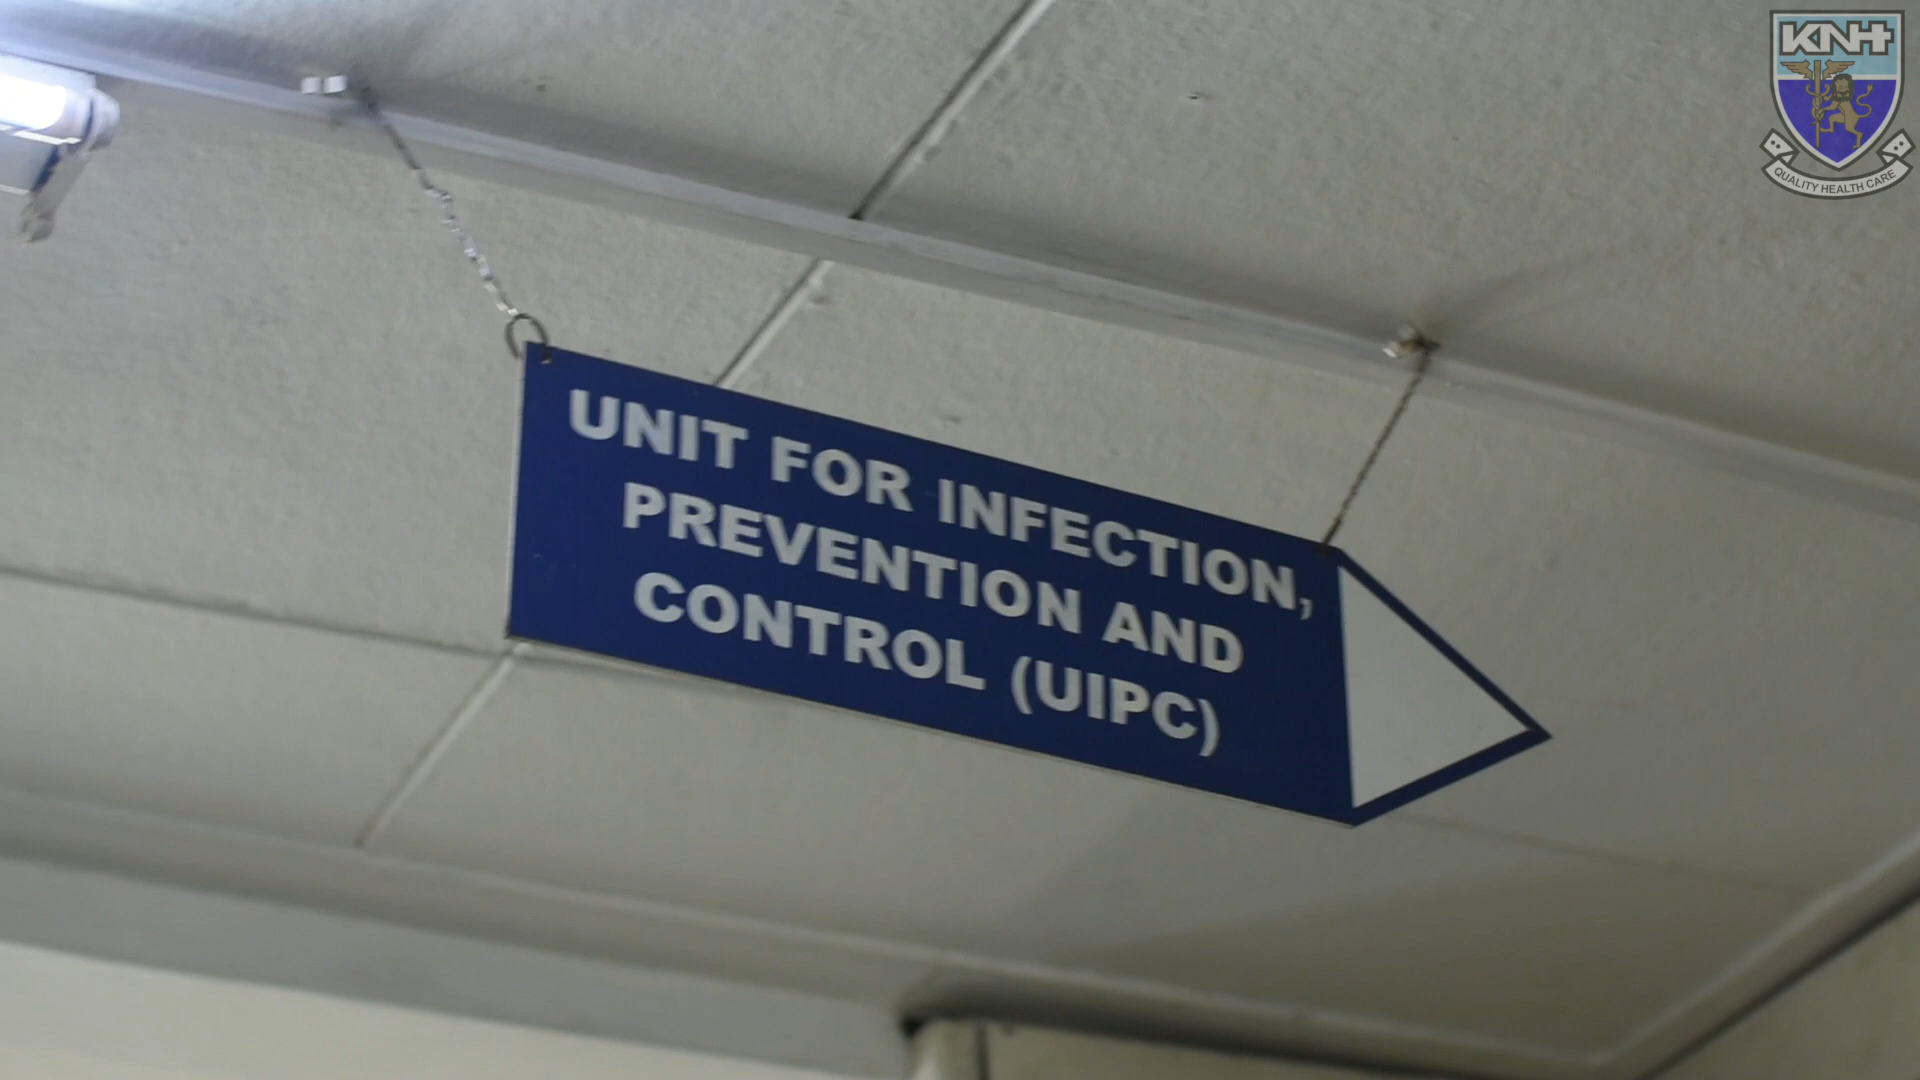 KNH
QUALITY HEALTH CARE
UNIT FOR INFECTION,
PREVENTION AND
CONTROL (UIPC)